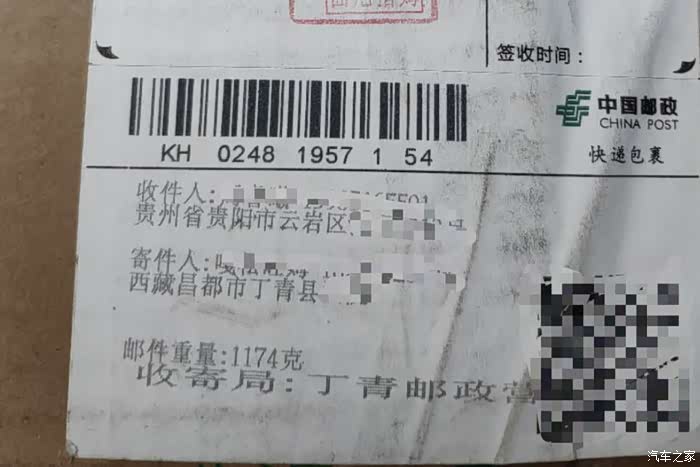 签收时间：
中国邮政
CHINA POST
快递包裹
KH 0248 1957 1 54
收件人：
贵州省贵阳市云岩区
寄件人：
西藏昌都市丁青县
邮件重量：1174克
收寄局：丁青邮政营
汽车之家